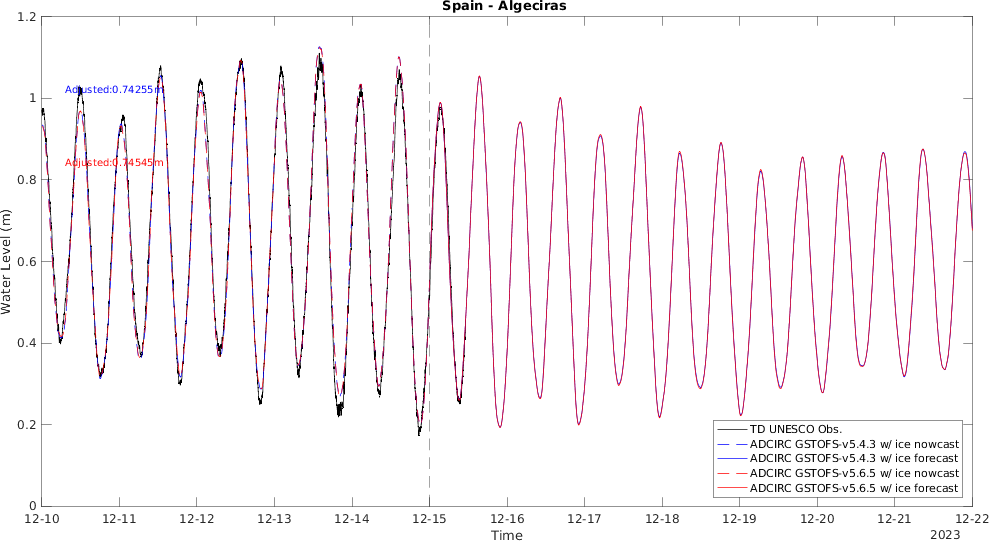 Spain - Algeciras
1.2
1
0.8
0.6
0.4
0.2
0
Water Level (m)
Adjusted:0.74255m
Adjusted:0.74545m
TD UNESCO Obs.
ADCIRC GSTOFS-v5.4.3 w/ ice nowcast
ADCIRC GSTOFS-v5.4.3 w/ ice forecast
ADCIRC GSTOFS-v5.6.5 w/ ice nowcast
ADCIRC GSTOFS-v5.6.5 w/ ice forecast
12-10 12-11 12-12 12-13 12-14 12-15 12-16 12-17 12-18 12-19 12-20 12-21 12-22
Time
2023